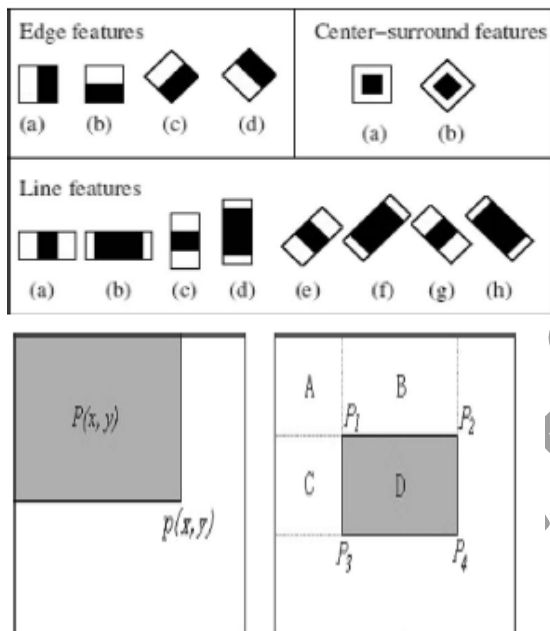 Edge features
(a) (b) (c) (d)
Center-surround features
(a) (b)
Line features
(a) (b) (c) (d) (e) (f) (g) (h)
P(x, y)
p(x, y)
A B
P1 P2
C D
P3 P4